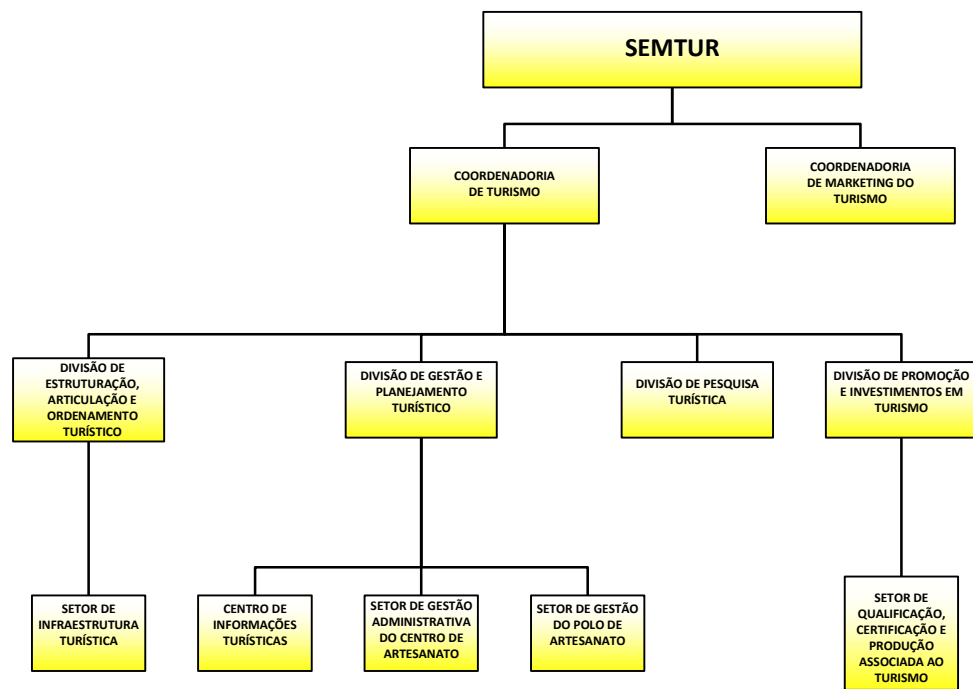 SEMTUR
COORDENADORIA
DE TURISMO
COORDENADORIA
DE MARKETING DO
TURISMO
DIVISÃO DE
ESTRUTURAÇÃO,
ARTICULAÇÃO E
ORDENAMENTO
TURÍSTICO
DIVISÃO DE GESTÃO E
PLANEJAMENTO
TURÍSTICO
DIVISÃO DE PESQUISA
TURÍSTICA
DIVISÃO DE PROMOÇÃO
E INVESTIMENTOS EM
TURISMO
SETOR DE
INFRAESTRUTURA
TURÍSTICA
CENTRO DE
INFORMAÇÕES
TURÍSTICAS
SETOR DE GESTÃO
ADMINISTRATIVA
DO CENTRO DE
ARTESANATO
SETOR DE GESTÃO
DO POLO DE
ARTESANATO
SETOR DE
QUALIFICAÇÃO,
CERTIFICAÇÃO E
PRODUÇÃO
ASSOCIADA AO
TURISMO